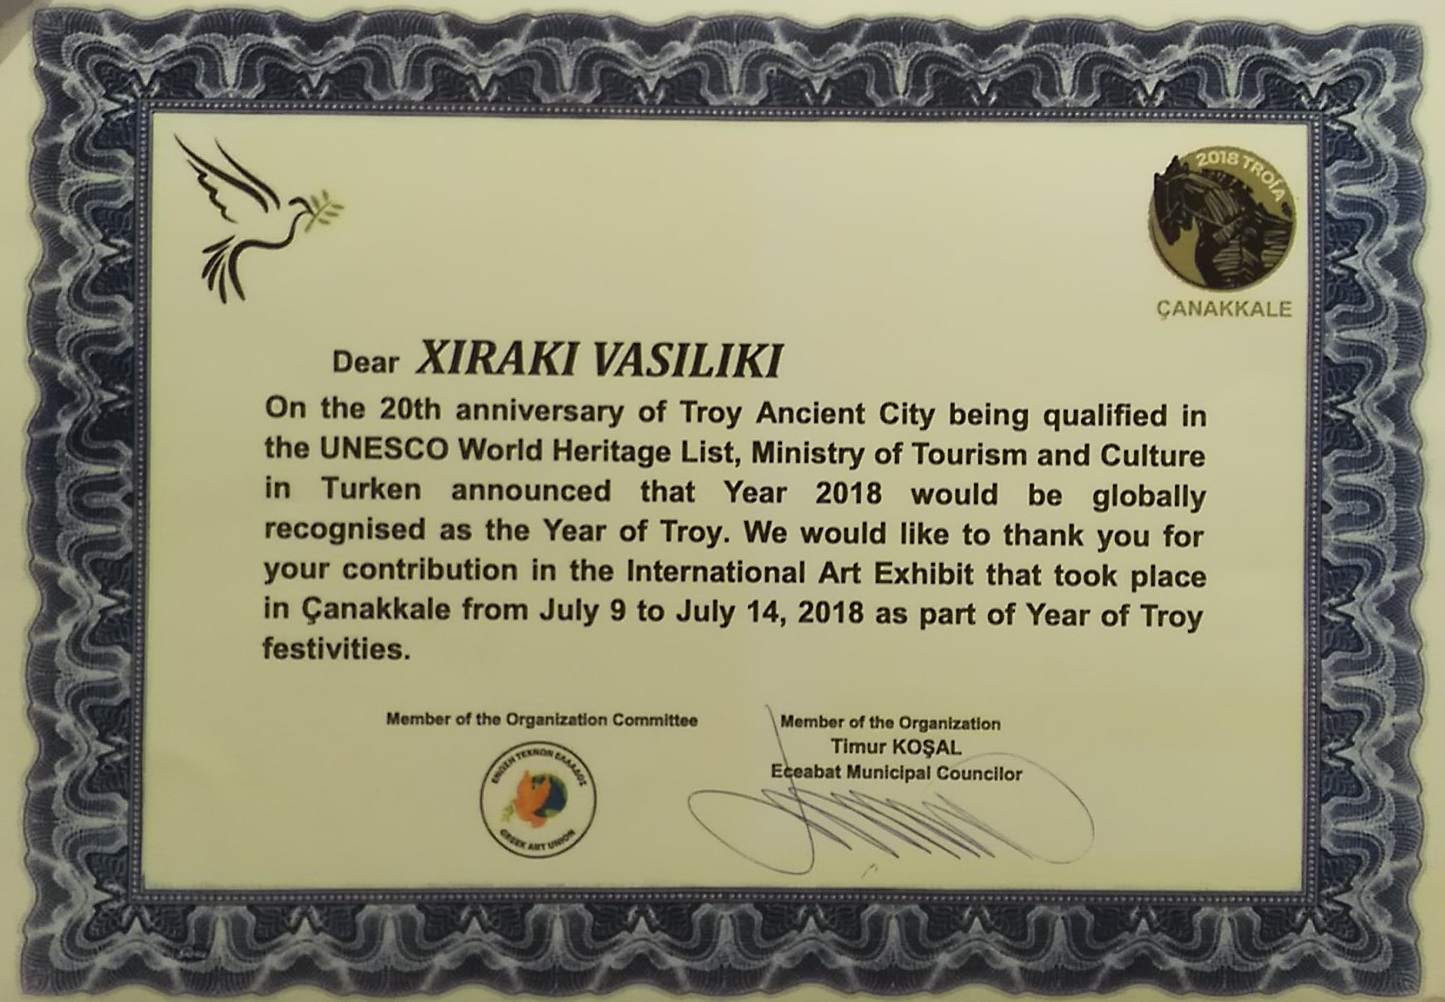 2018 TROİA
ÇANAKKALE
Dear XIRAKI VASILIKI
On the 20th anniversary of Troy Ancient City being qualified in
the UNESCO World Heritage List, Ministry of Tourism and Culture
in Turken announced that Year 2018 would be globally
recognised as the Year of Troy. We would like to thank you for
your contribution in the International Art Exhibit that took place
in Çanakkale from July 9 to July 14, 2018 as part of Year of Troy
festivities.
Member of the Organization Committee
ΕΝΩΣΗ ΤΕΧΝΩΝ ΕΛΛΑΔΟΣ
GREEK ART UNION
Member of the Organization
Timur KOŞAL
Eceabat Municipal Councilor